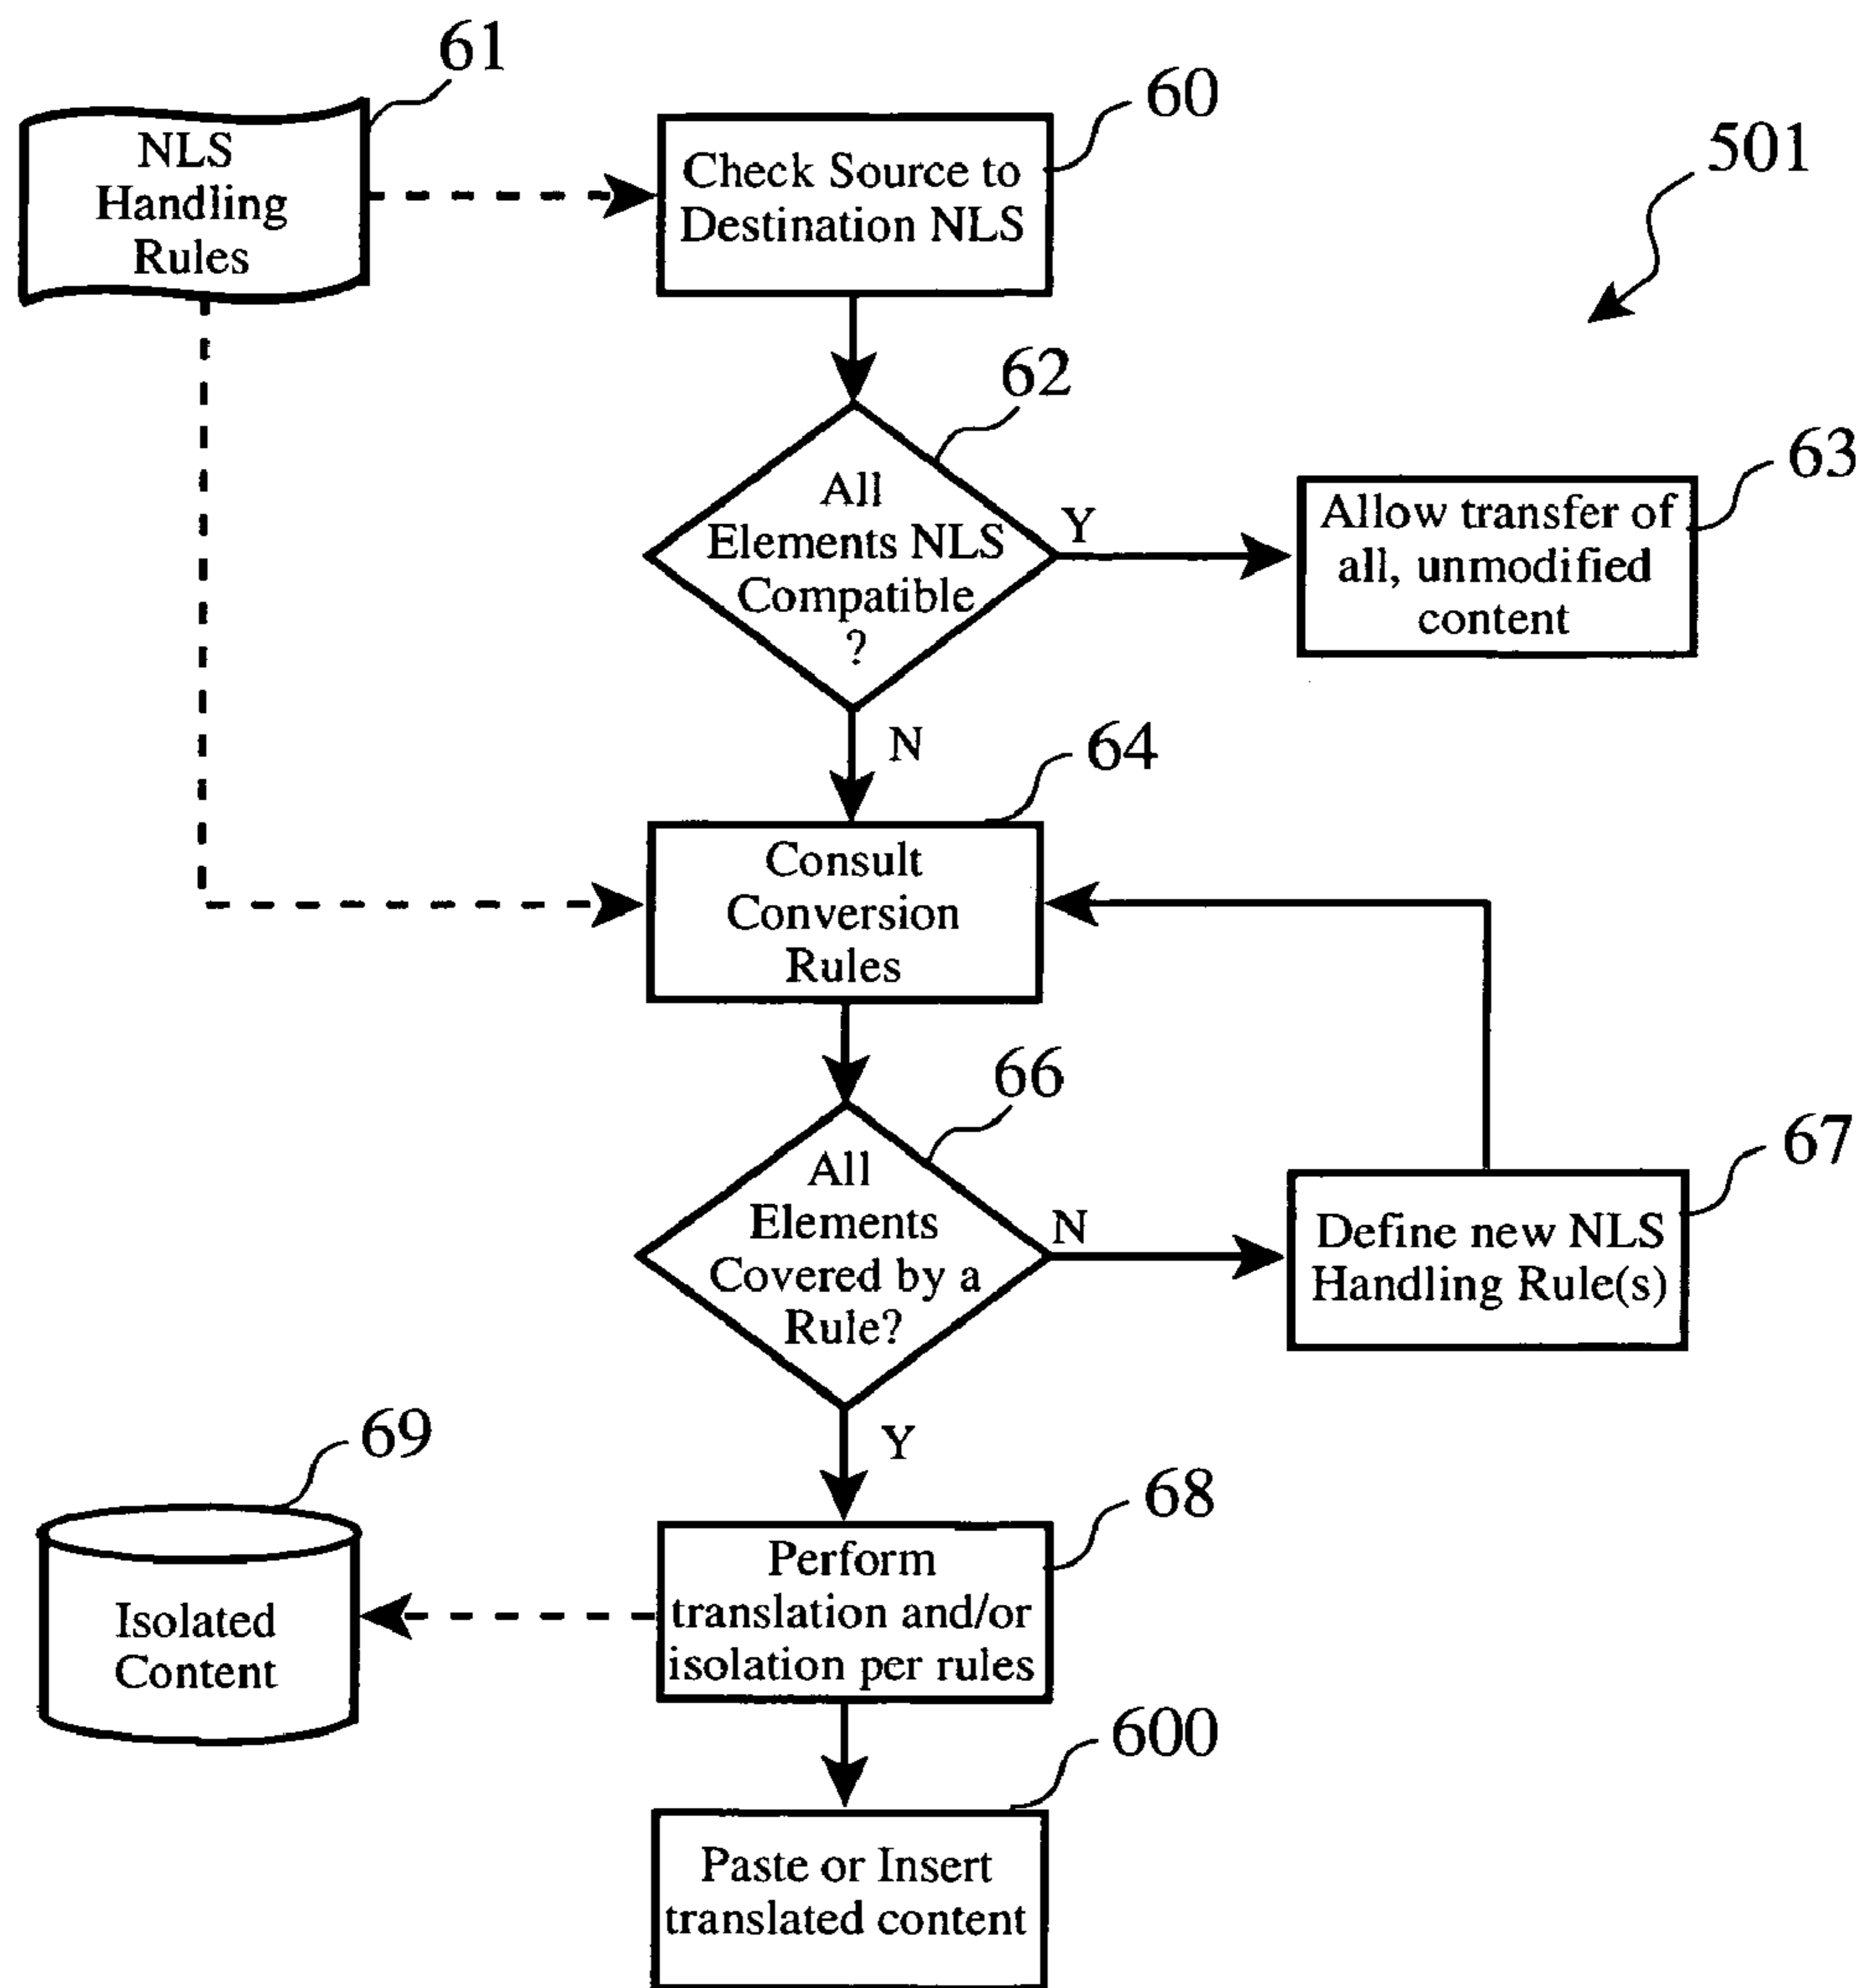 61
NLS
Handling
Rules
60
Check Source to
Destination NLS
501
62
All
Elements NLS
Compatible
?
Y
N
63
Allow transfer of
all, unmodified
content
64
Consult
Conversion
Rules
66
All
Elements
Covered by a
Rule?
N
Y
67
Define new NLS
Handling Rule(s)
69
Isolated
Content
68
Perform
translation and/or
isolation per rules
600
Paste or Insert
translated content